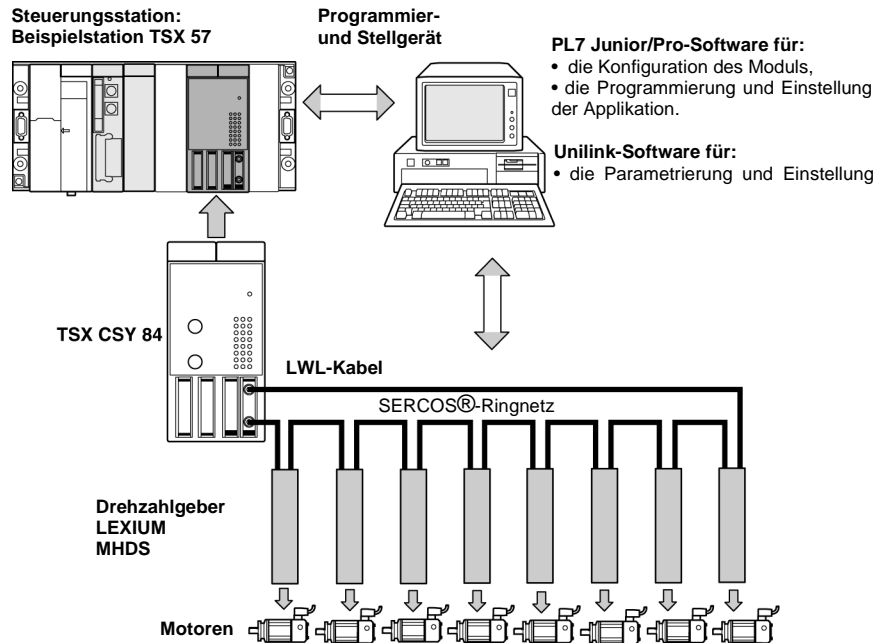 Steuerungsstation:
Beispielstation TSX 57
Programmier-
und Stellgerät
PL7 Junior/Pro-Software für:
• die Konfiguration des Moduls,
• die Programmierung und Einstellung
der Applikation.
Unilink-Software für:
• die Parametrierung und Einstellung
TSX CSY 84
LWL-Kabel
SERCOS®-Ringnetz
Drehzahlgeber
LEXIUM
MHDS
Motoren